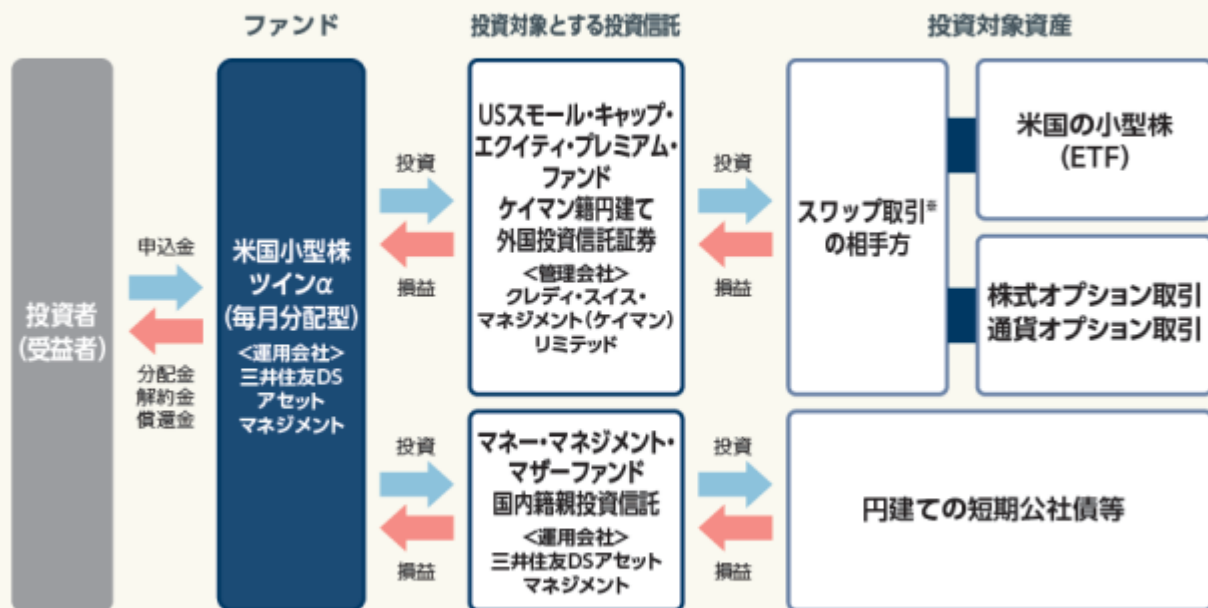 ファンド
投資対象とする投資信託
投資対象資産
投資者
(受益者)
申込金
分配金
解約金
償還金
米国小型株
ツインα
(毎月分配型)
<運用会社>
三井住友DS
アセット
マネジメント
投資
損益
USスモール・キャップ・
エクイティ・プレミアム・
ファンド
ケイマン籍円建て
外国投資信託証券
<管理会社>
クレディ・スイス・
マネジメント(ケイマン)
リミテッド
投資
損益
スワップ取引※
の相手方
米国の小型株
(ETF)
株式オプション取引
通貨オプション取引
投資
損益
マネー・マネジメント・
マザーファンド
国内籍親投資信託
<運用会社>
三井住友DSアセット
マネジメント
投資
損益
円建ての短期公社債等